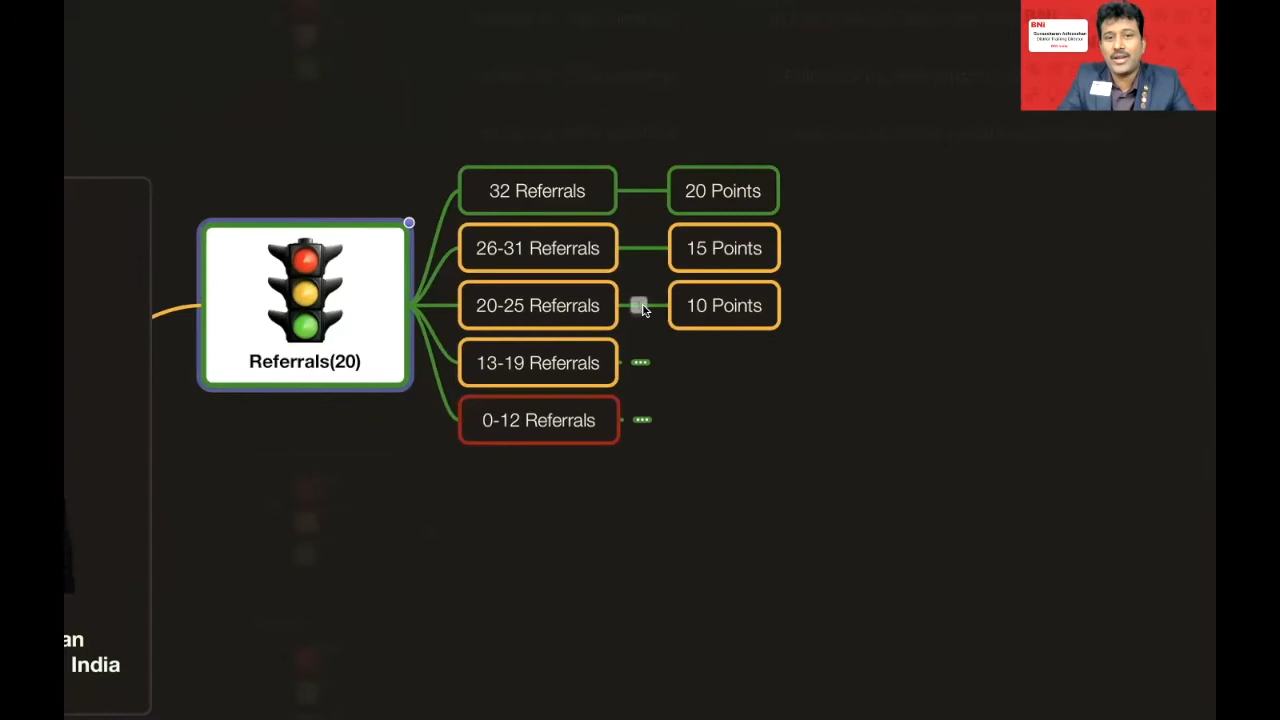 BNI
32 Referrals
20 Points
26-31 Referrals
15 Points
20-25 Referrals
10 Points
13-19 Referrals
0-12 Referrals
Referrals(20)
an
India